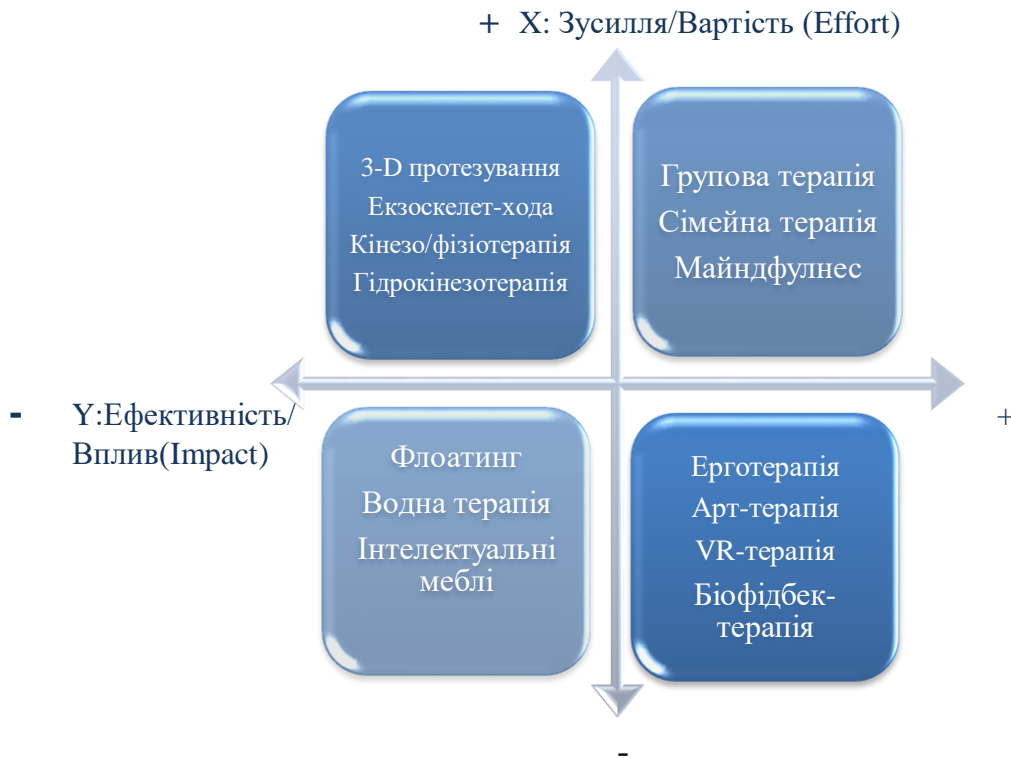 + X: Зусилля/Вартість (Effort)
3-D протезування
Екзоскелет-хода
Кінезо/фізіотерапія
Гідрокінезотерапія
Групова терапія
Сімейна терапія
Майндфулнес
- Y:Ефективність/
Вплив(Impact)
+
Флоатинг
Водна терапія
Інтелектуальні
меблі
Ерготерапія
Арт-терапія
VR-терапія
Біофідбек-
терапія
-